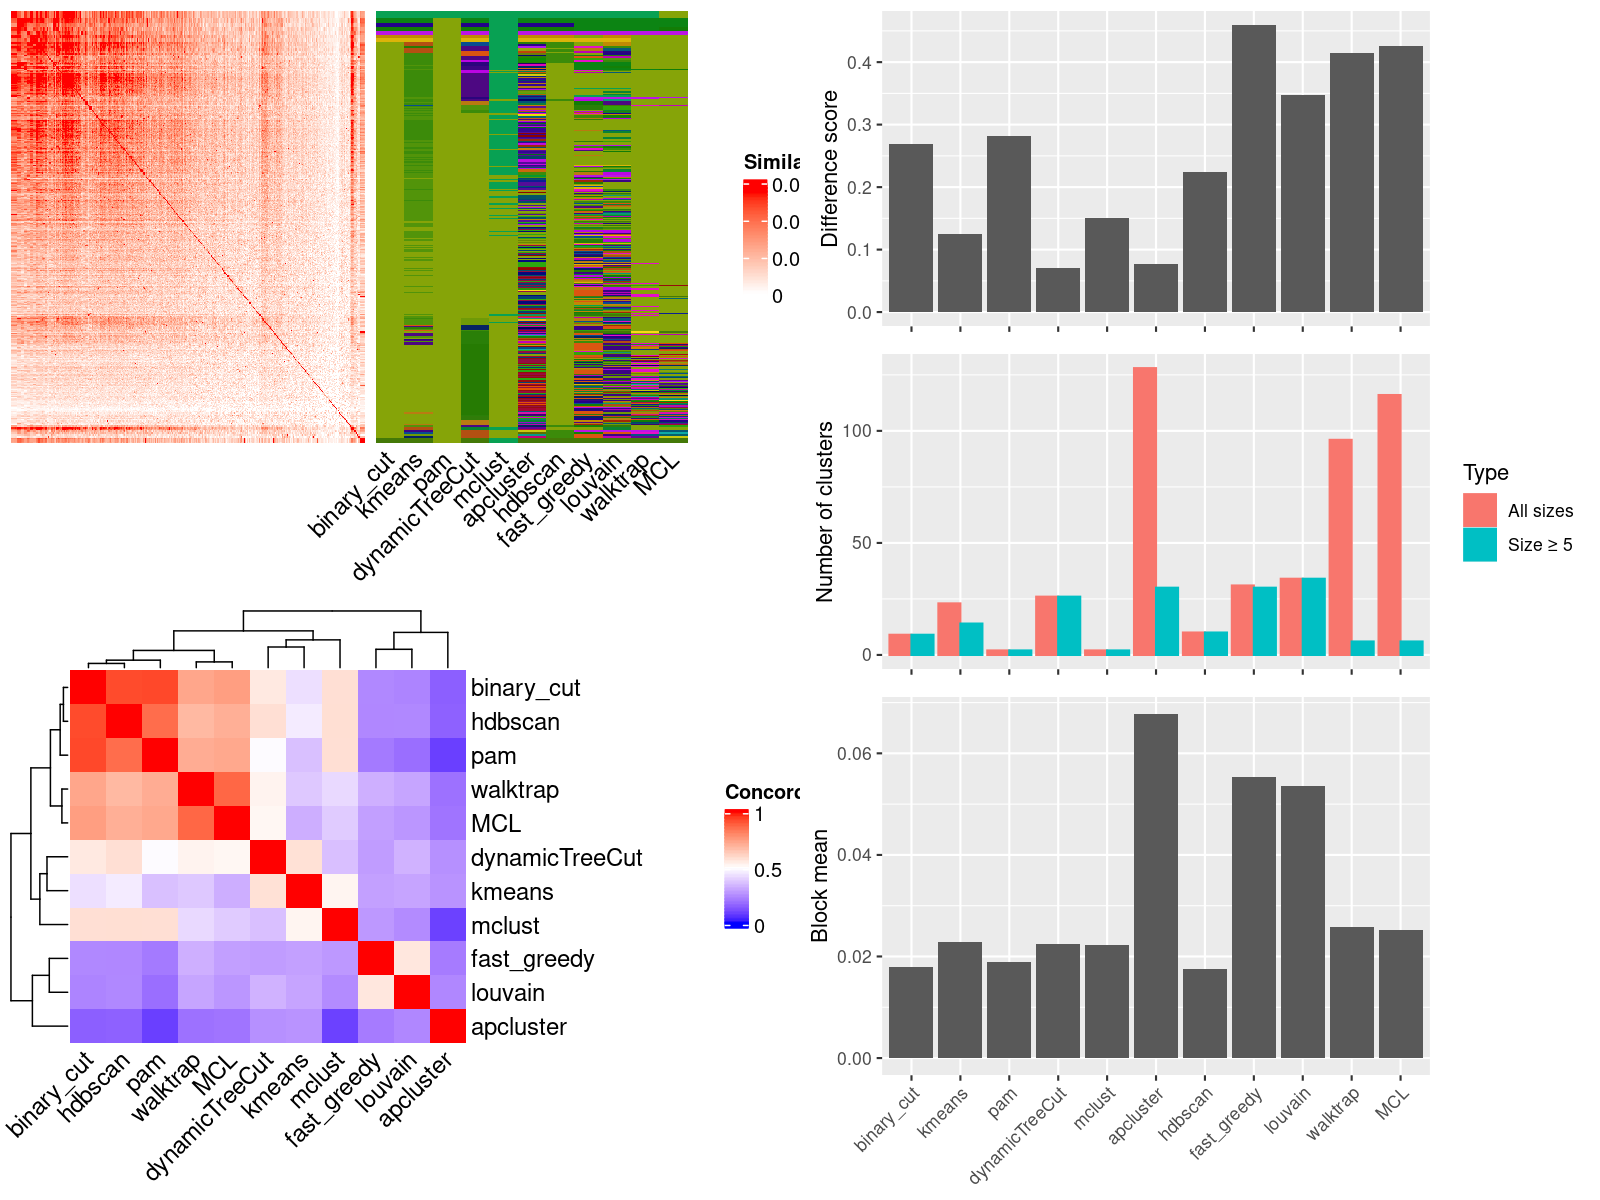 Simila
0.0
0.0
0.0
0
binary_cut
kmeans
pam
dynamicTreeCut
mclust
apcluster
hdbscan
fast_greedy
louvain
walktrap
MCL
Difference score
0.4
0.3
0.2
0.1
0.0
Number of clusters
100
50
0
Type
All sizes
Size ≥ 5
Block mean
0.06
0.04
0.02
0.00
binary_cut
kmeans
pam
dynamicTreeCut
mclust
apcluster
hdbscan
fast_greedy
louvain
walktrap
MCL
binary_cut
hdbscan
pam
walktrap
MCL
dynamicTreeCut
kmeans
mclust
fast_greedy
louvain
apcluster
binary_cut
hdbscan
pam
walktrap
MCL
dynamicTreeCut
kmeans
mclust
fast_greedy
louvain
apcluster
Concord
1
0.5
0